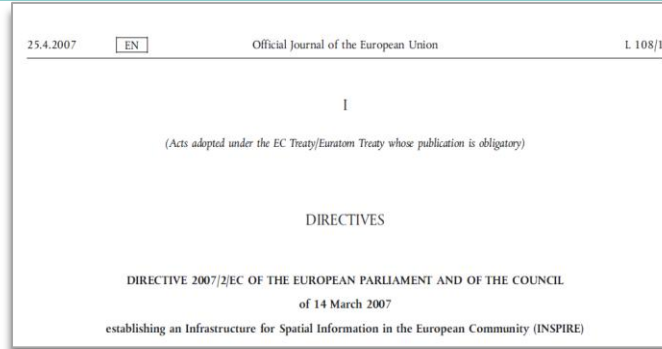 25.4.2007 EN Official Journal of the European Union L 108/1
I
(Acts adopted under the EC Treaty/Euratom Treaty whose publication is obligatory)
DIRECTIVES
DIRECTIVE 2007/2/EC OF THE EUROPEAN PARLIAMENT AND OF THE COUNCIL
of 14 March 2007
establishing an Infrastructure for Spatial Information in the European Community (INSPIRE)